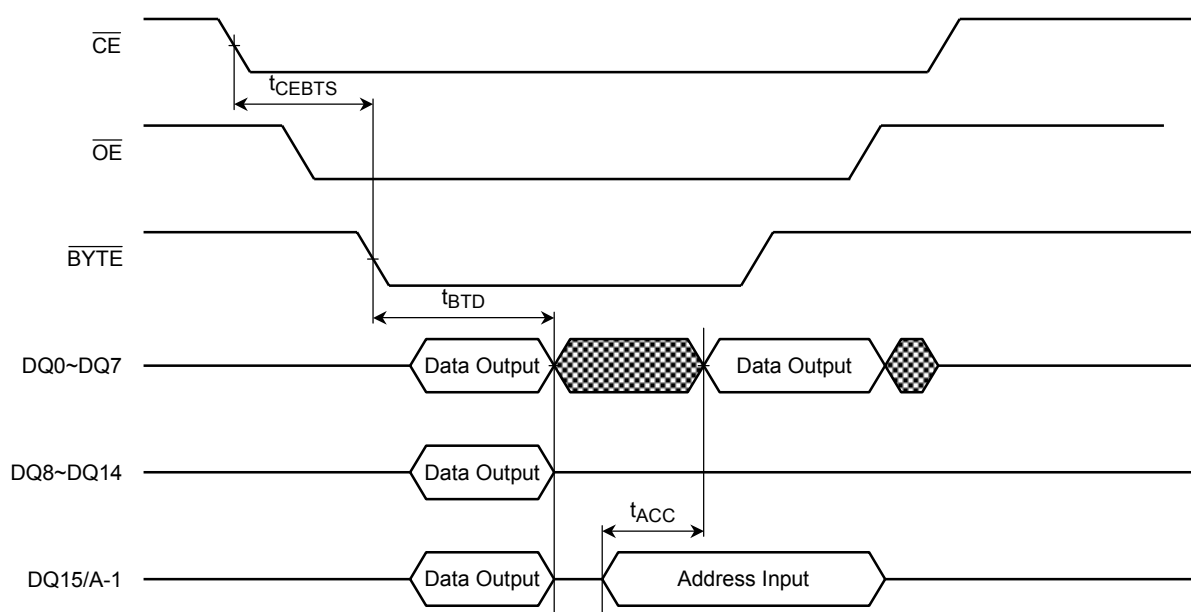 CE
tCEBTS
OE
BYTE
tBTD
DQ0~DQ7
Data Output
Data Output
DQ8~DQ14
Data Output
tACC
DQ15/A-1
Data Output
Address Input